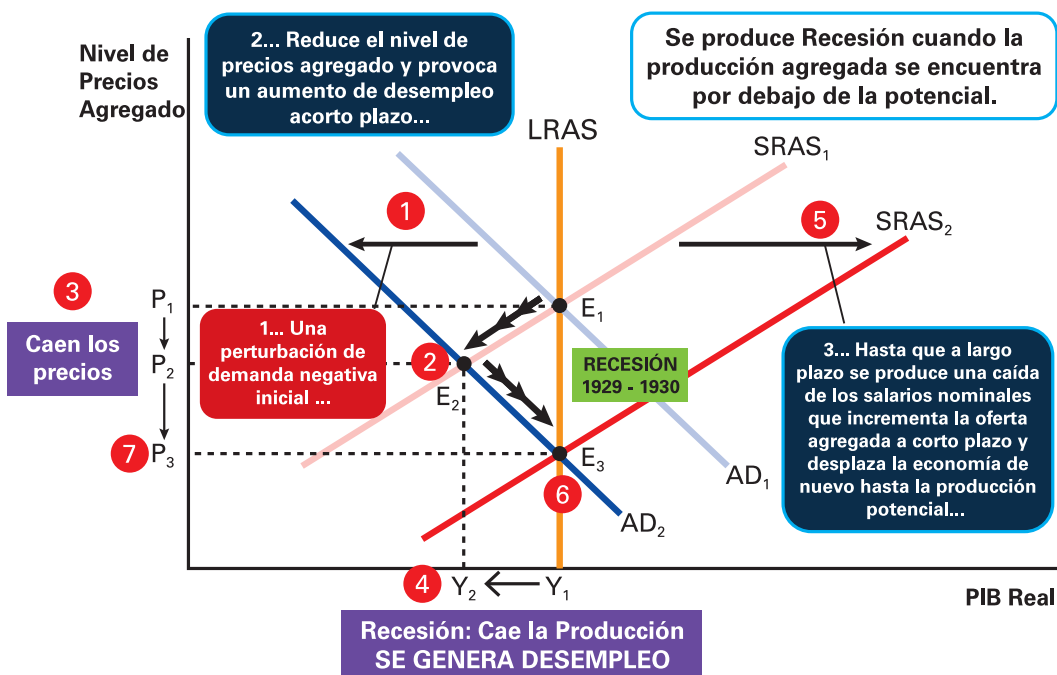 Nivel de
Precios
Agregado
2... Reduce el nivel de
precios agregado y provoca
un aumento de desempleo
acorto plazo...
Se produce Recesión cuando la
producción agregada se encuentra
por debajo de la potencial.
LRAS
SRAS₁
SRAS₂
1
5
3
Caen los
precios
P₁
P₂
7
P₃
1... Una
perturbación de
demanda negativa
inicial ...
2
E₁
E₂
RECESIÓN
1929 - 1930
E₃
6
3... Hasta que a largo
plazo se produce una caída
de los salarios nominales
que incrementa la oferta
agregada a corto plazo y
desplaza la economía de
nuevo hasta la producción
potencial...
AD₁
AD₂
4
Y₂
Y₁
PIB Real
Recesión: Cae la Producción
SE GENERA DESEMPLEO